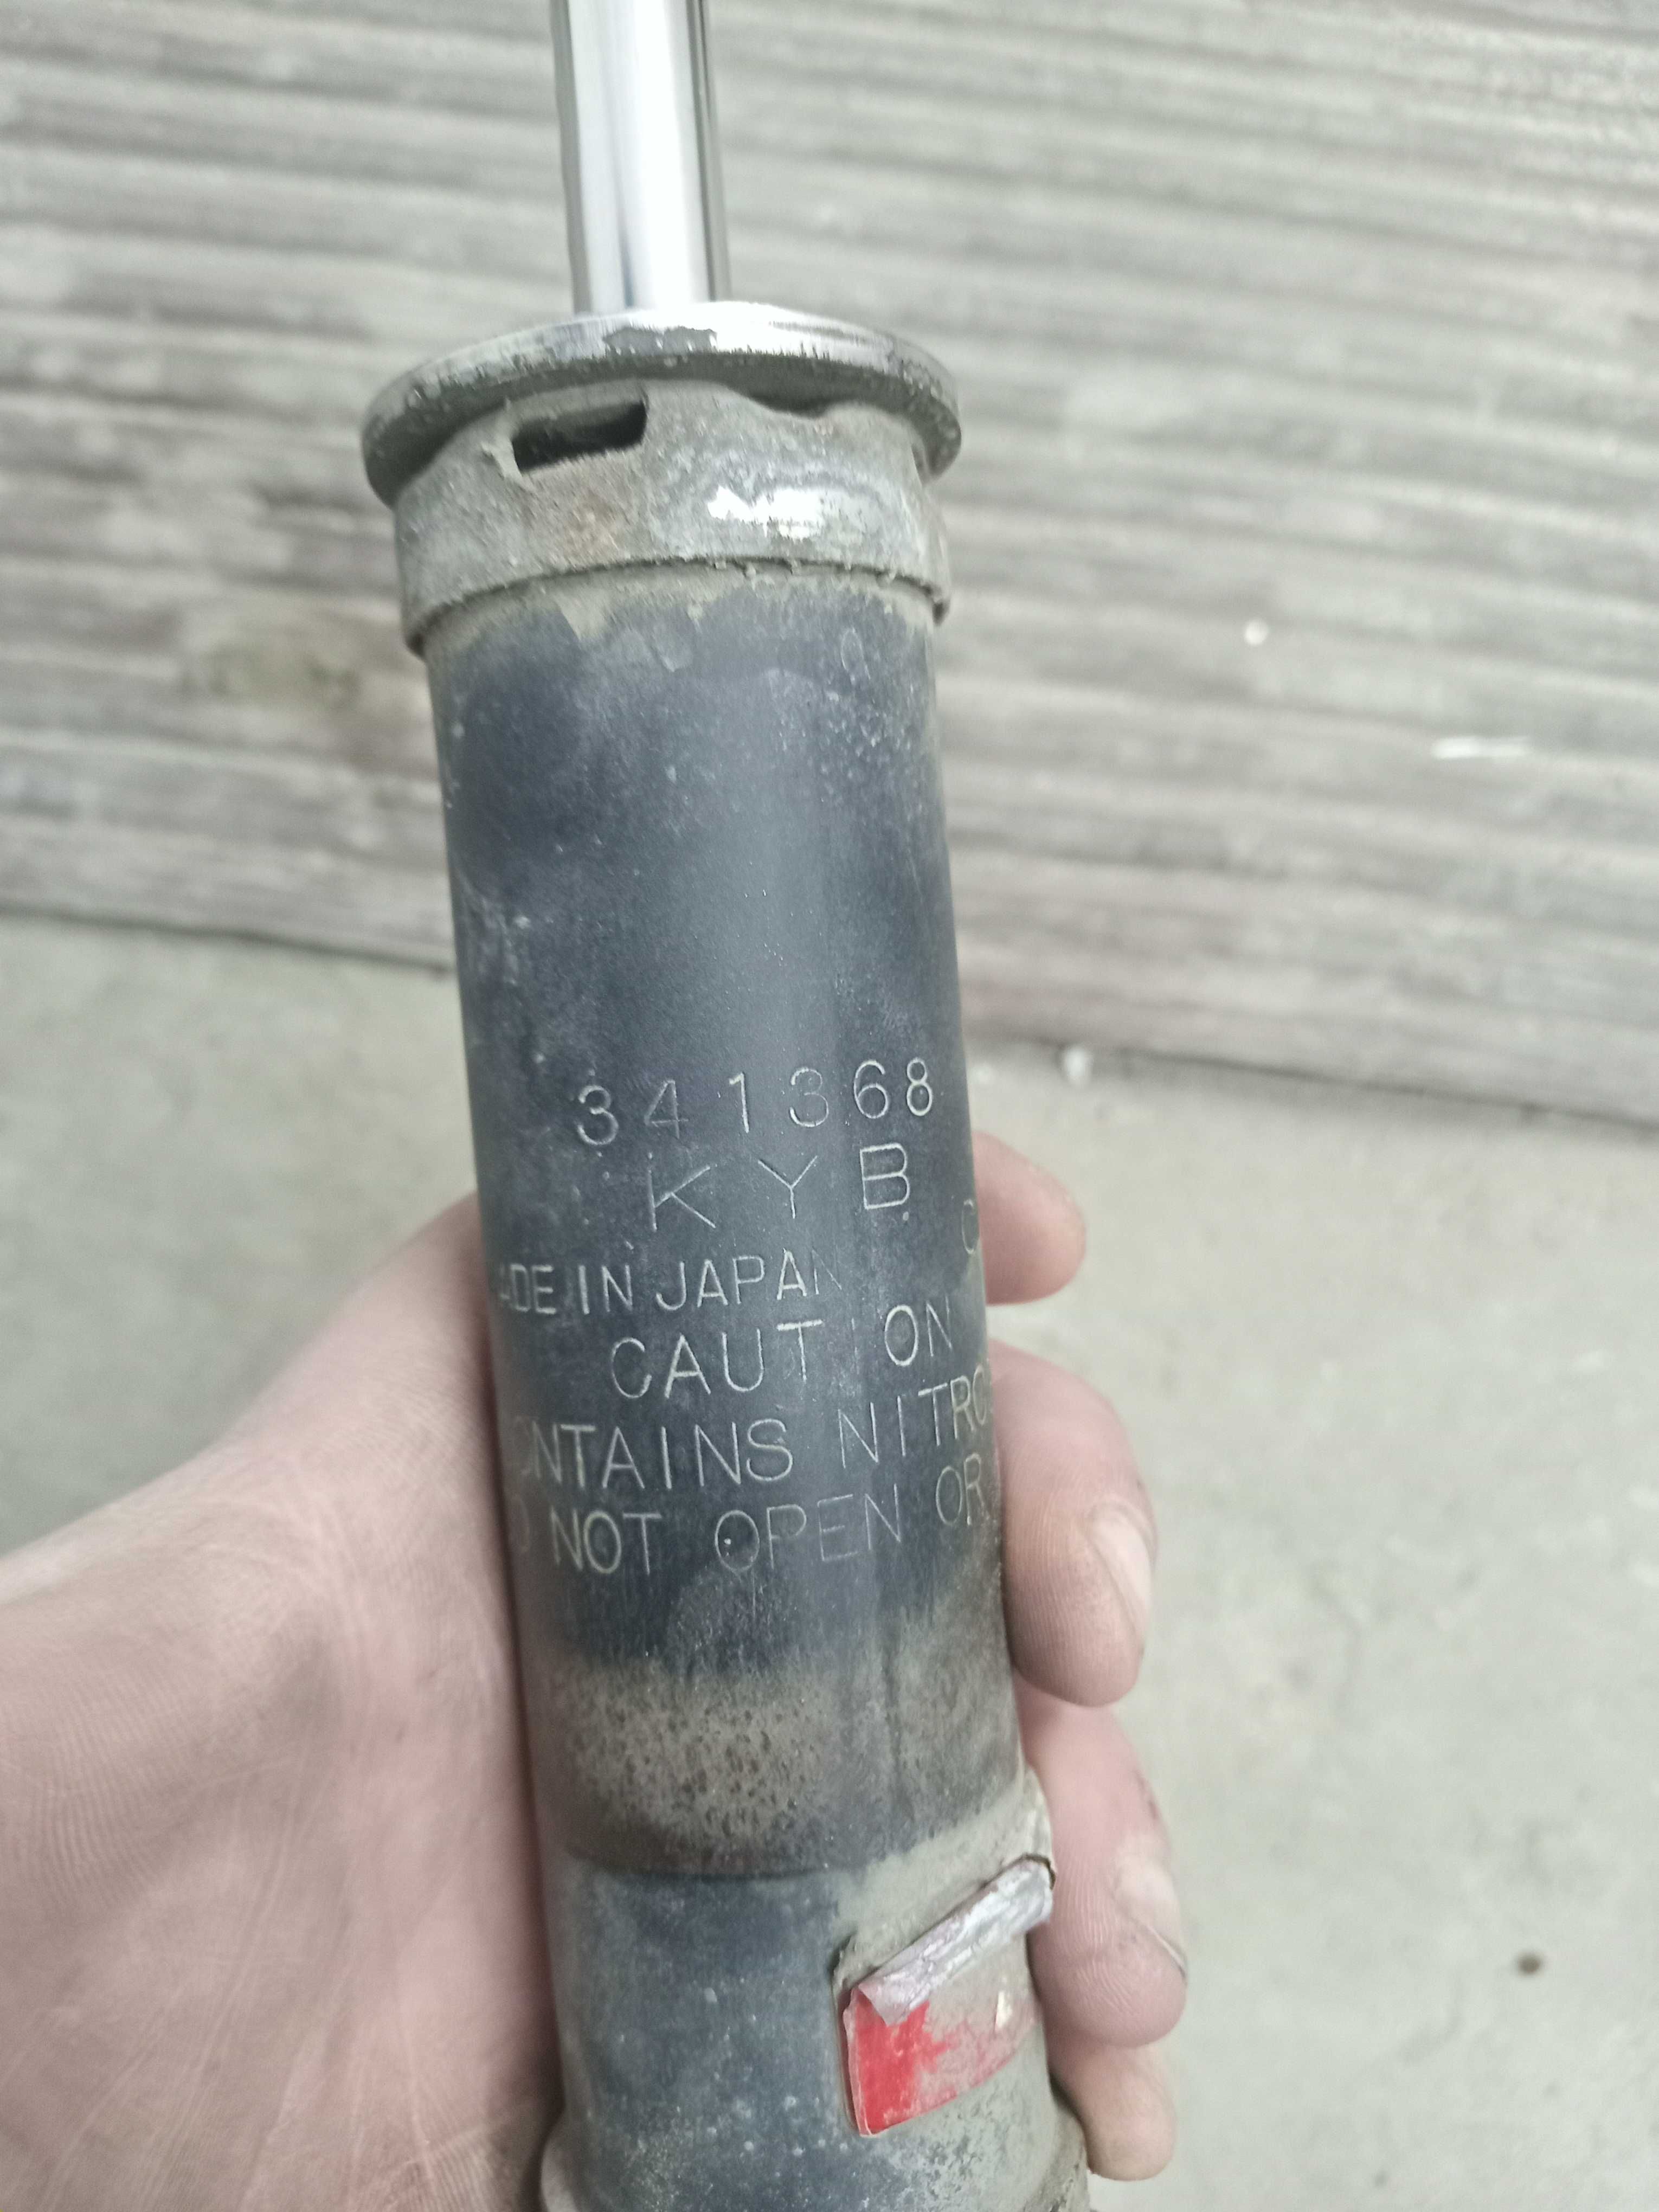 341368
KYB
ADE IN JAPAN
C
CAUTION
ONTAINS NITRO
NOT OPEN OR